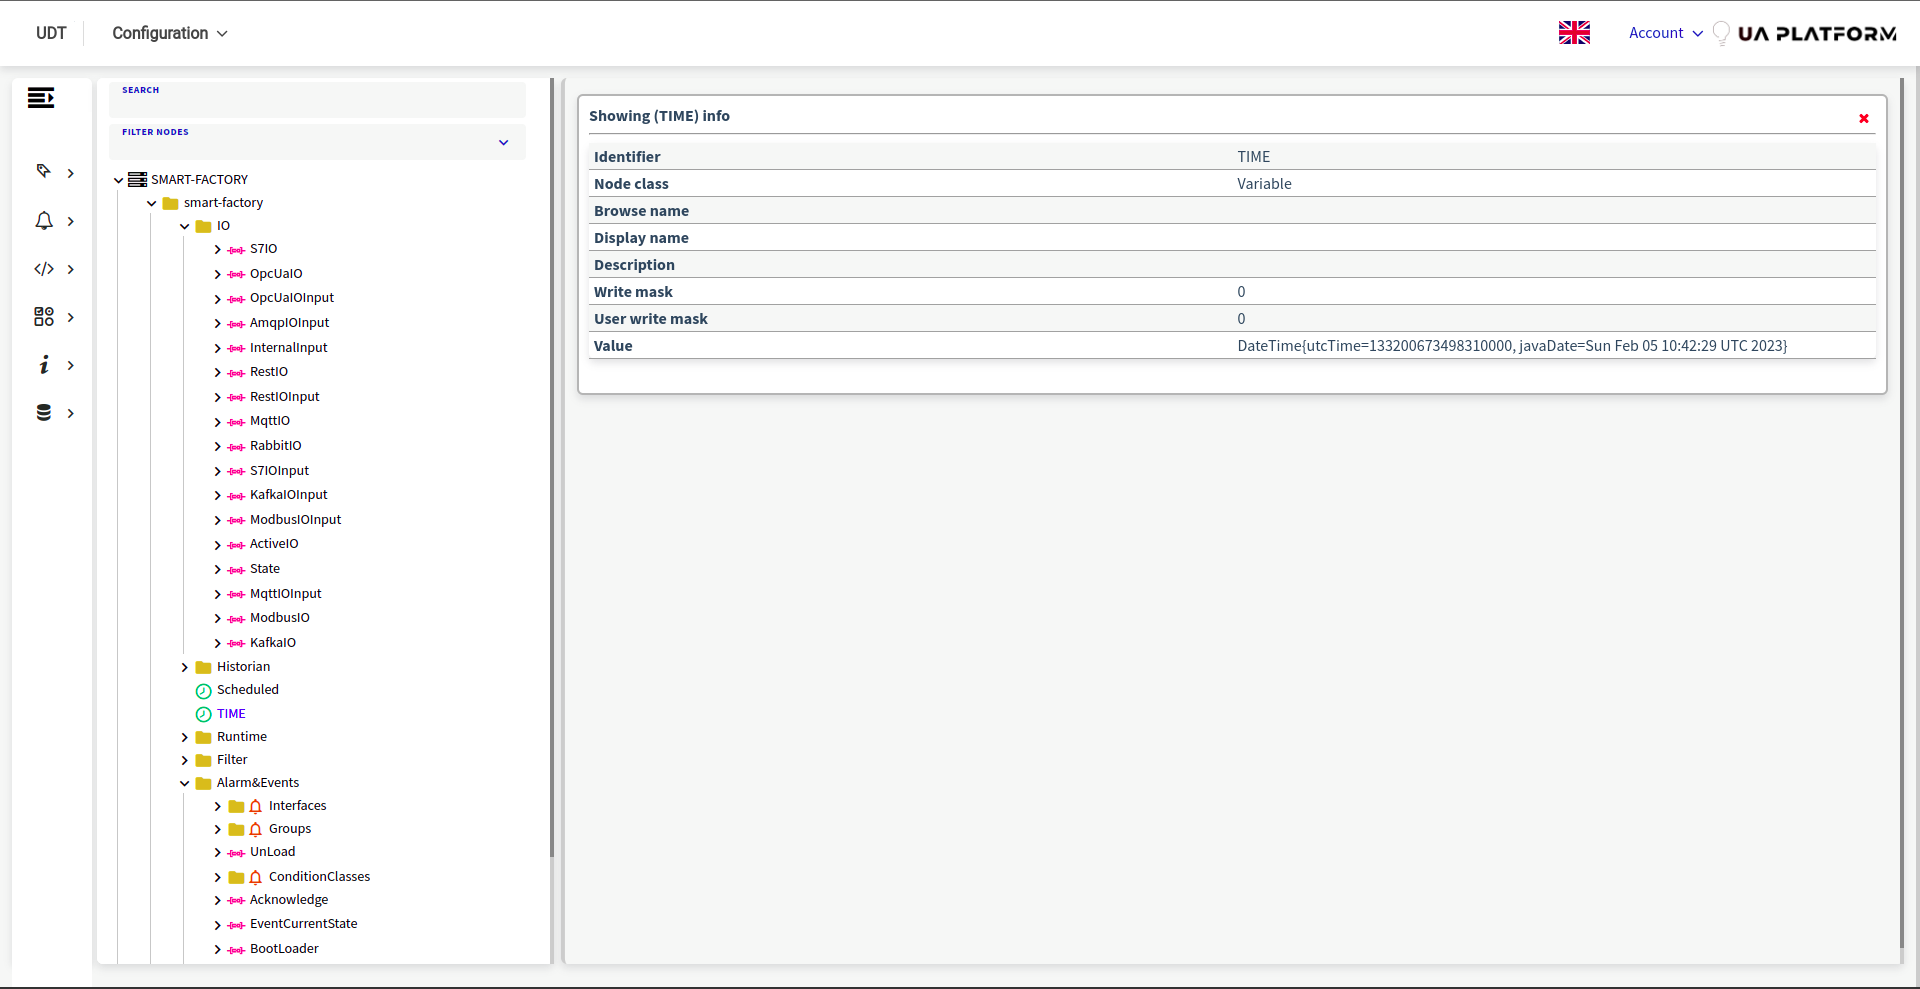 UDT
Configuration
Account
UA PLATFORM
SEARCH
FILTER NODES
SMART-FACTORY
smart-factory
IO
S7IO
OpcUaIO
OpcUaIOInput
AmqpIOInput
InternalInput
RestIO
RestIOInput
MqttIO
RabbitIO
S7IOInput
KafkaIOInput
ModbusIOInput
ActiveIO
State
MqttIOInput
ModbusIO
KafkaIO
Historian
Scheduled
TIME
Runtime
Filter
Alarm&Events
Interfaces
Groups
UnLoad
ConditionClasses
Acknowledge
EventCurrentState
BootLoader
Showing (TIME) info
Identifier TIME
Node class Variable
Browse name
Display name
Description
Write mask 0
User write mask 0
Value DateTime{utcTime=133200673498310000, javaDate=Sun Feb 05 10:42:29 UTC 2023}